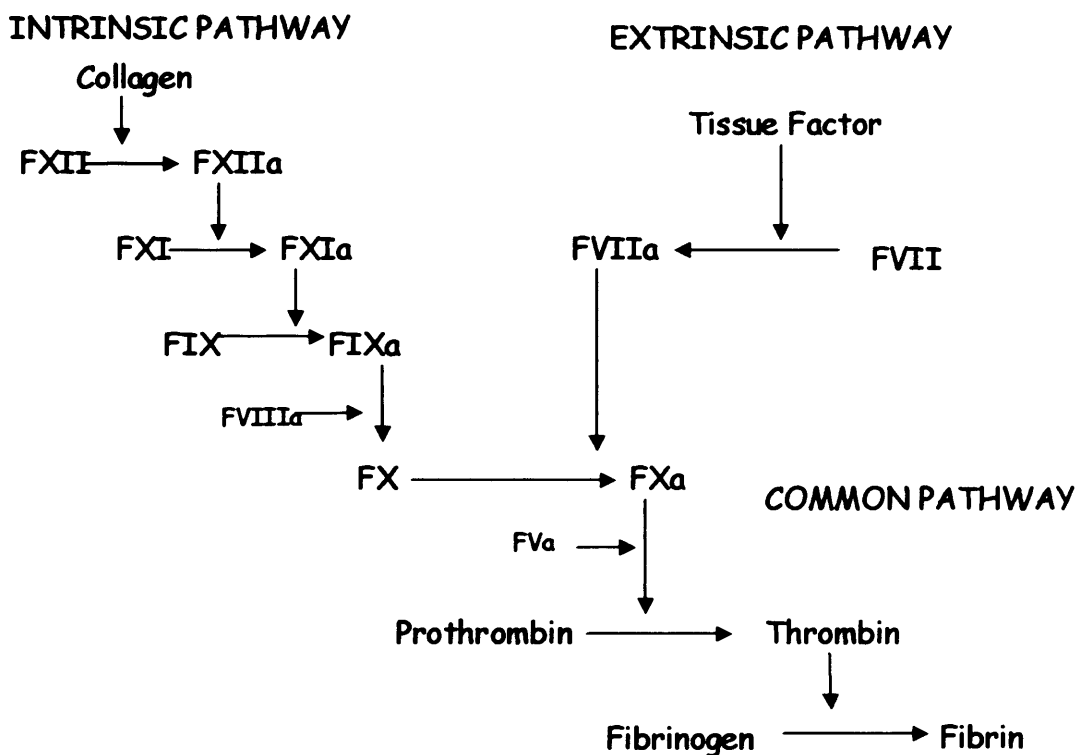 INTRINSIC PATHWAY
EXTRINSIC PATHWAY
Collagen
Tissue Factor
FXII
FXIIa
FXI
FXIa
FVIIa
FVII
FIX
FIXa
FVIIIa
FX
FXa
COMMON PATHWAY
FVa
Prothrombin
Thrombin
Fibrinogen
Fibrin